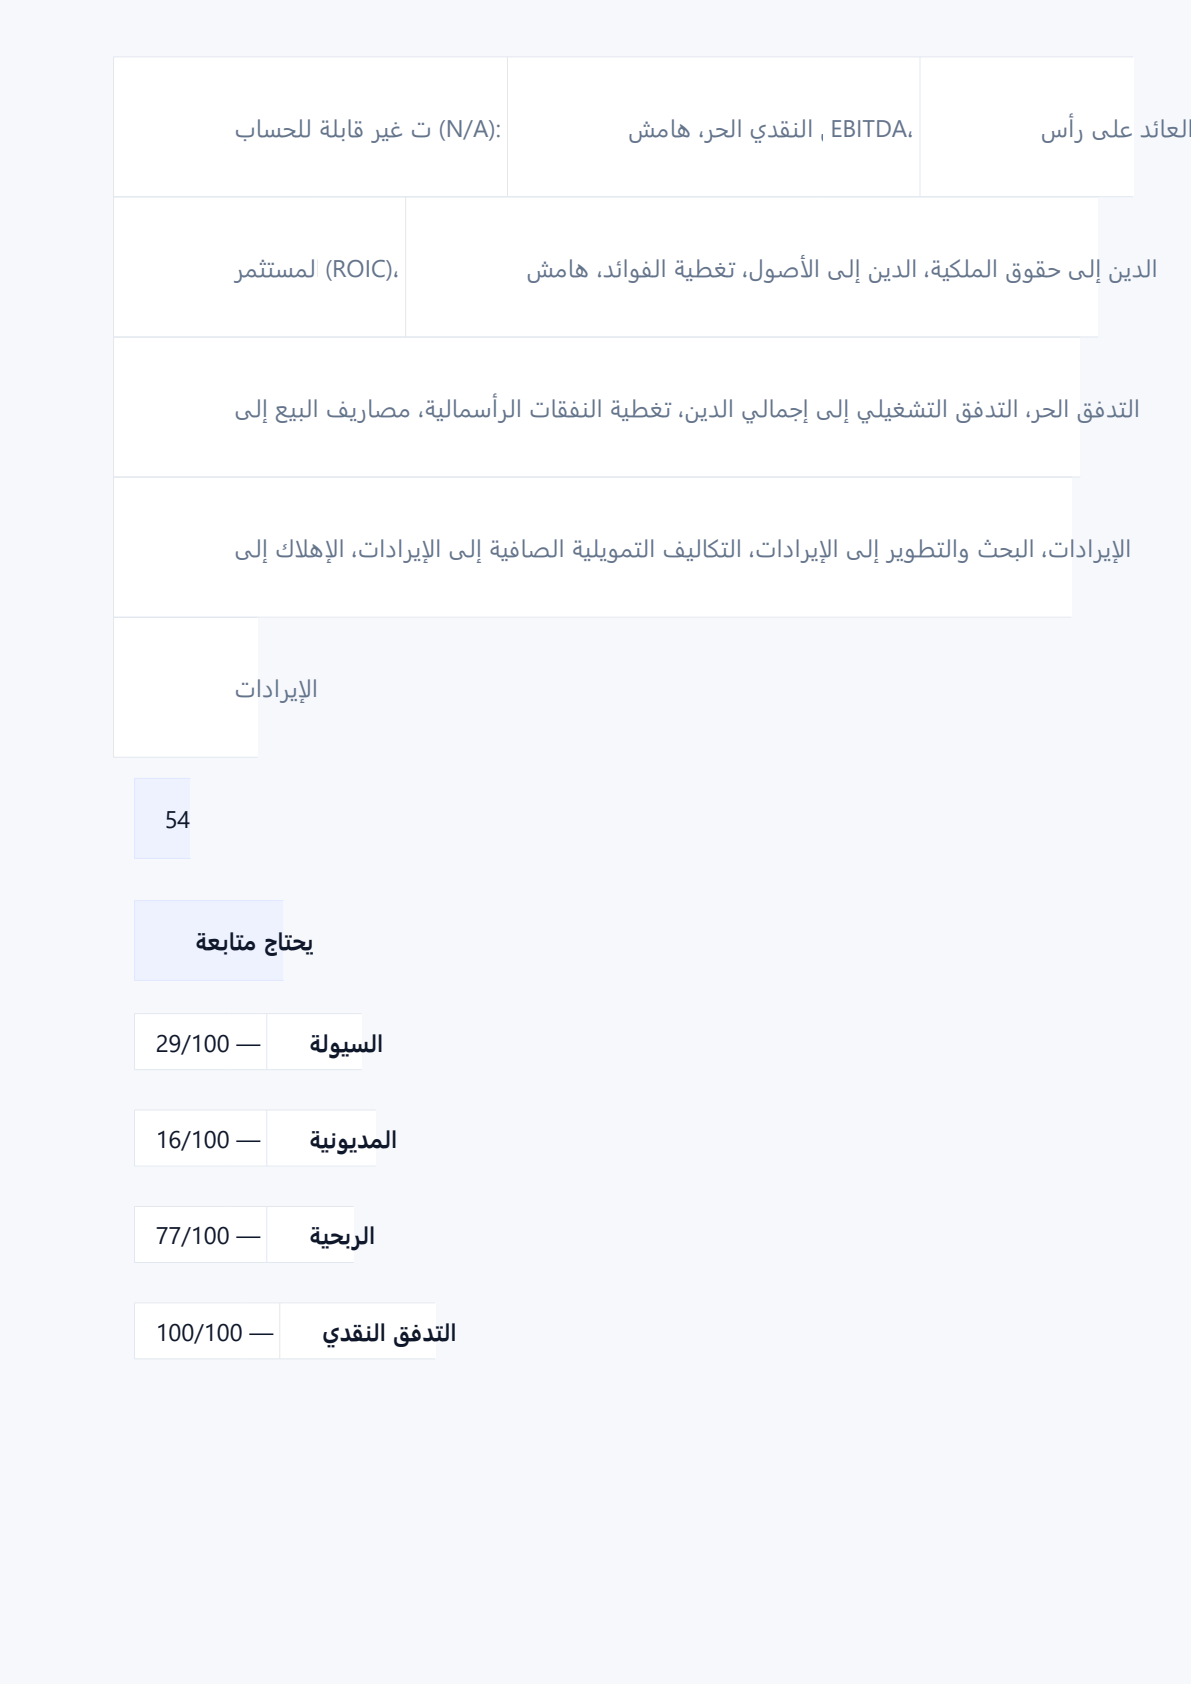 غير قابلة للحساب (N/A): النقدي الحر، هامش EBITDA، العائد على رأس
المستثمر (ROIC)، الدين إلى حقوق الملكية، الدين إلى الأصول، تغطية الفوائد، هامش
التدفق الحر، التدفق التشغيلي إلى إجمالي الدين، تغطية النفقات الرأسمالية، مصاريف البيع إلى
الإيرادات، البحث والتطوير إلى الإيرادات، التكاليف التمويلية الصافية إلى الإيرادات، الإهلاك إلى
الإيرادات
54
يحتاج متابعة
السيولة — 29/100
المديونية — 16/100
الربحية — 77/100
التدفق النقدي — 100/100